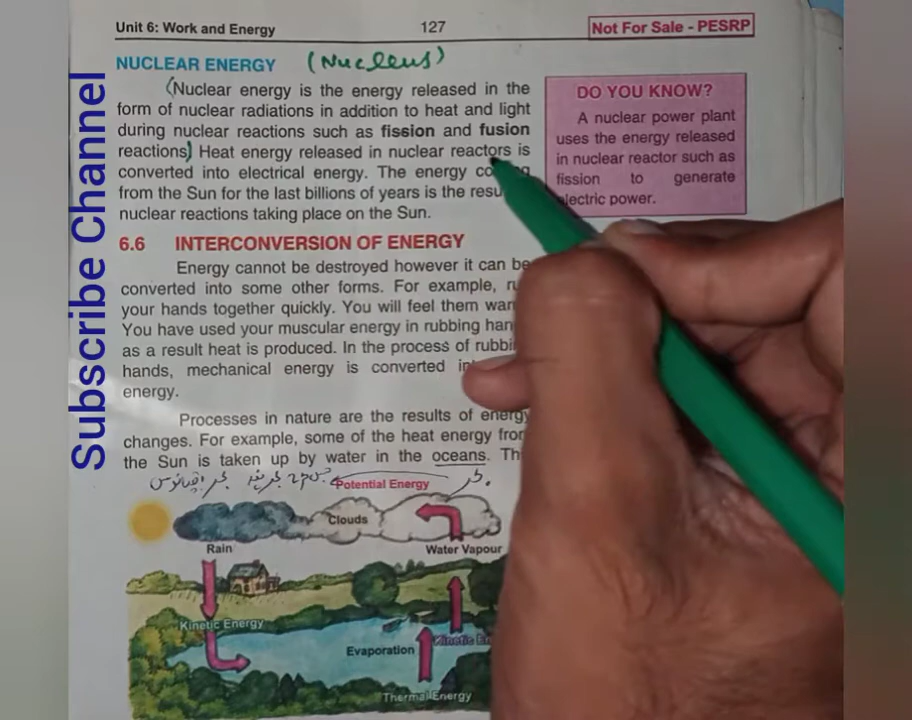 Unit 6: Work and Energy
127
Not For Sale - PESRP
NUCLEAR ENERGY (Nucleus)
(Nuclear energy is the energy released in the
form of nuclear radiations in addition to heat and light
during nuclear reactions such as fission and fusion
reactions) Heat energy released in nuclear reactors is
converted into electrical energy. The energy
from the Sun for the last billions of years is the
nuclear reactions taking place on the Sun.
DO YOU KNOW?
A nuclear power plant
uses the energy released
in nuclear reactor such as
fission to generate
electric power.
6.6 INTERCONVERSION OF ENERGY
Energy cannot be destroyed however it can be
converted into some other forms. For example,
your hands together quickly. You will feel them
You have used your muscular energy in rubbing
as a result heat is produced. In the process of
hands, mechanical energy is converted
energy.
Processes in nature are the results of energy
changes. For example, some of the heat energy
the Sun is taken up by water in the oceans.
Potential Energy
Clouds
Rain
Water Vapour
Kinetic Energy
Kinetic
Evaporation
Thermal Energy
Subscribe Channel